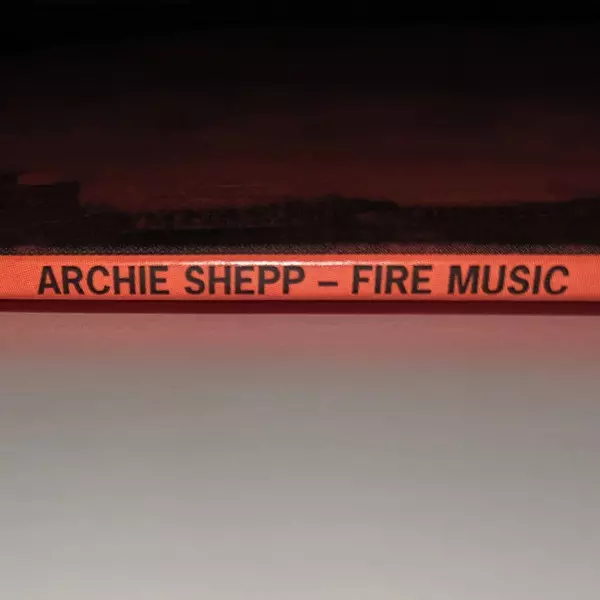 ARCHIE SHEPP – FIRE MUSIC